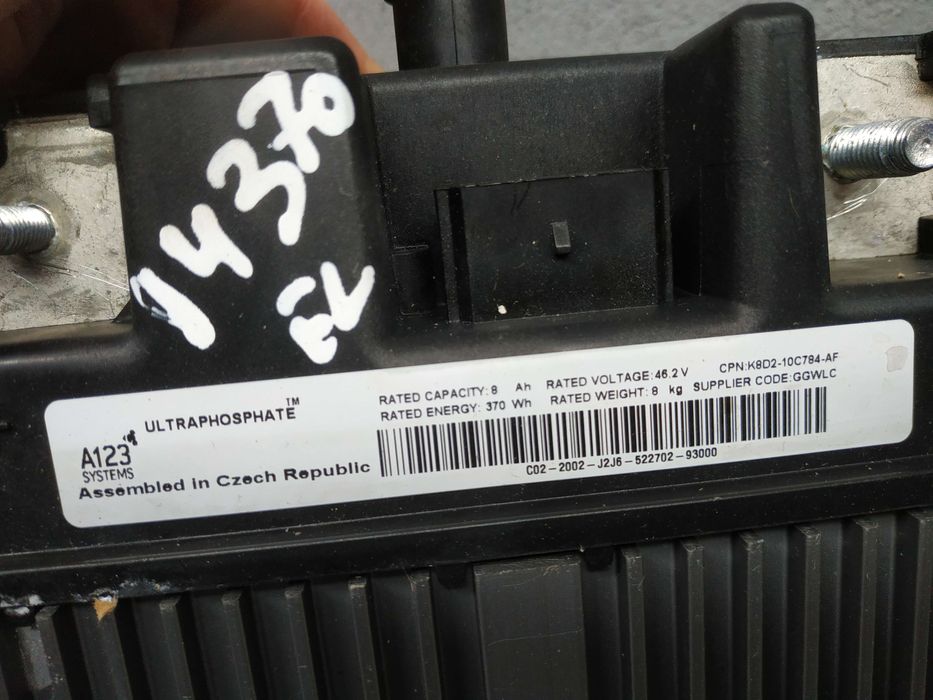 14370
ULTRAPHOSPHATE™
A123
SYSTEMS
Assembled in Czech Republic
RATED CAPACITY: 8 Ah RATED VOLTAGE: 46.2 V CPN:K8D2-10C784-AF
RATED ENERGY: 370 Wh RATED WEIGHT: 8 kg SUPPLIER CODE:GGWLC
C02-2002-J2J6-522702-93000